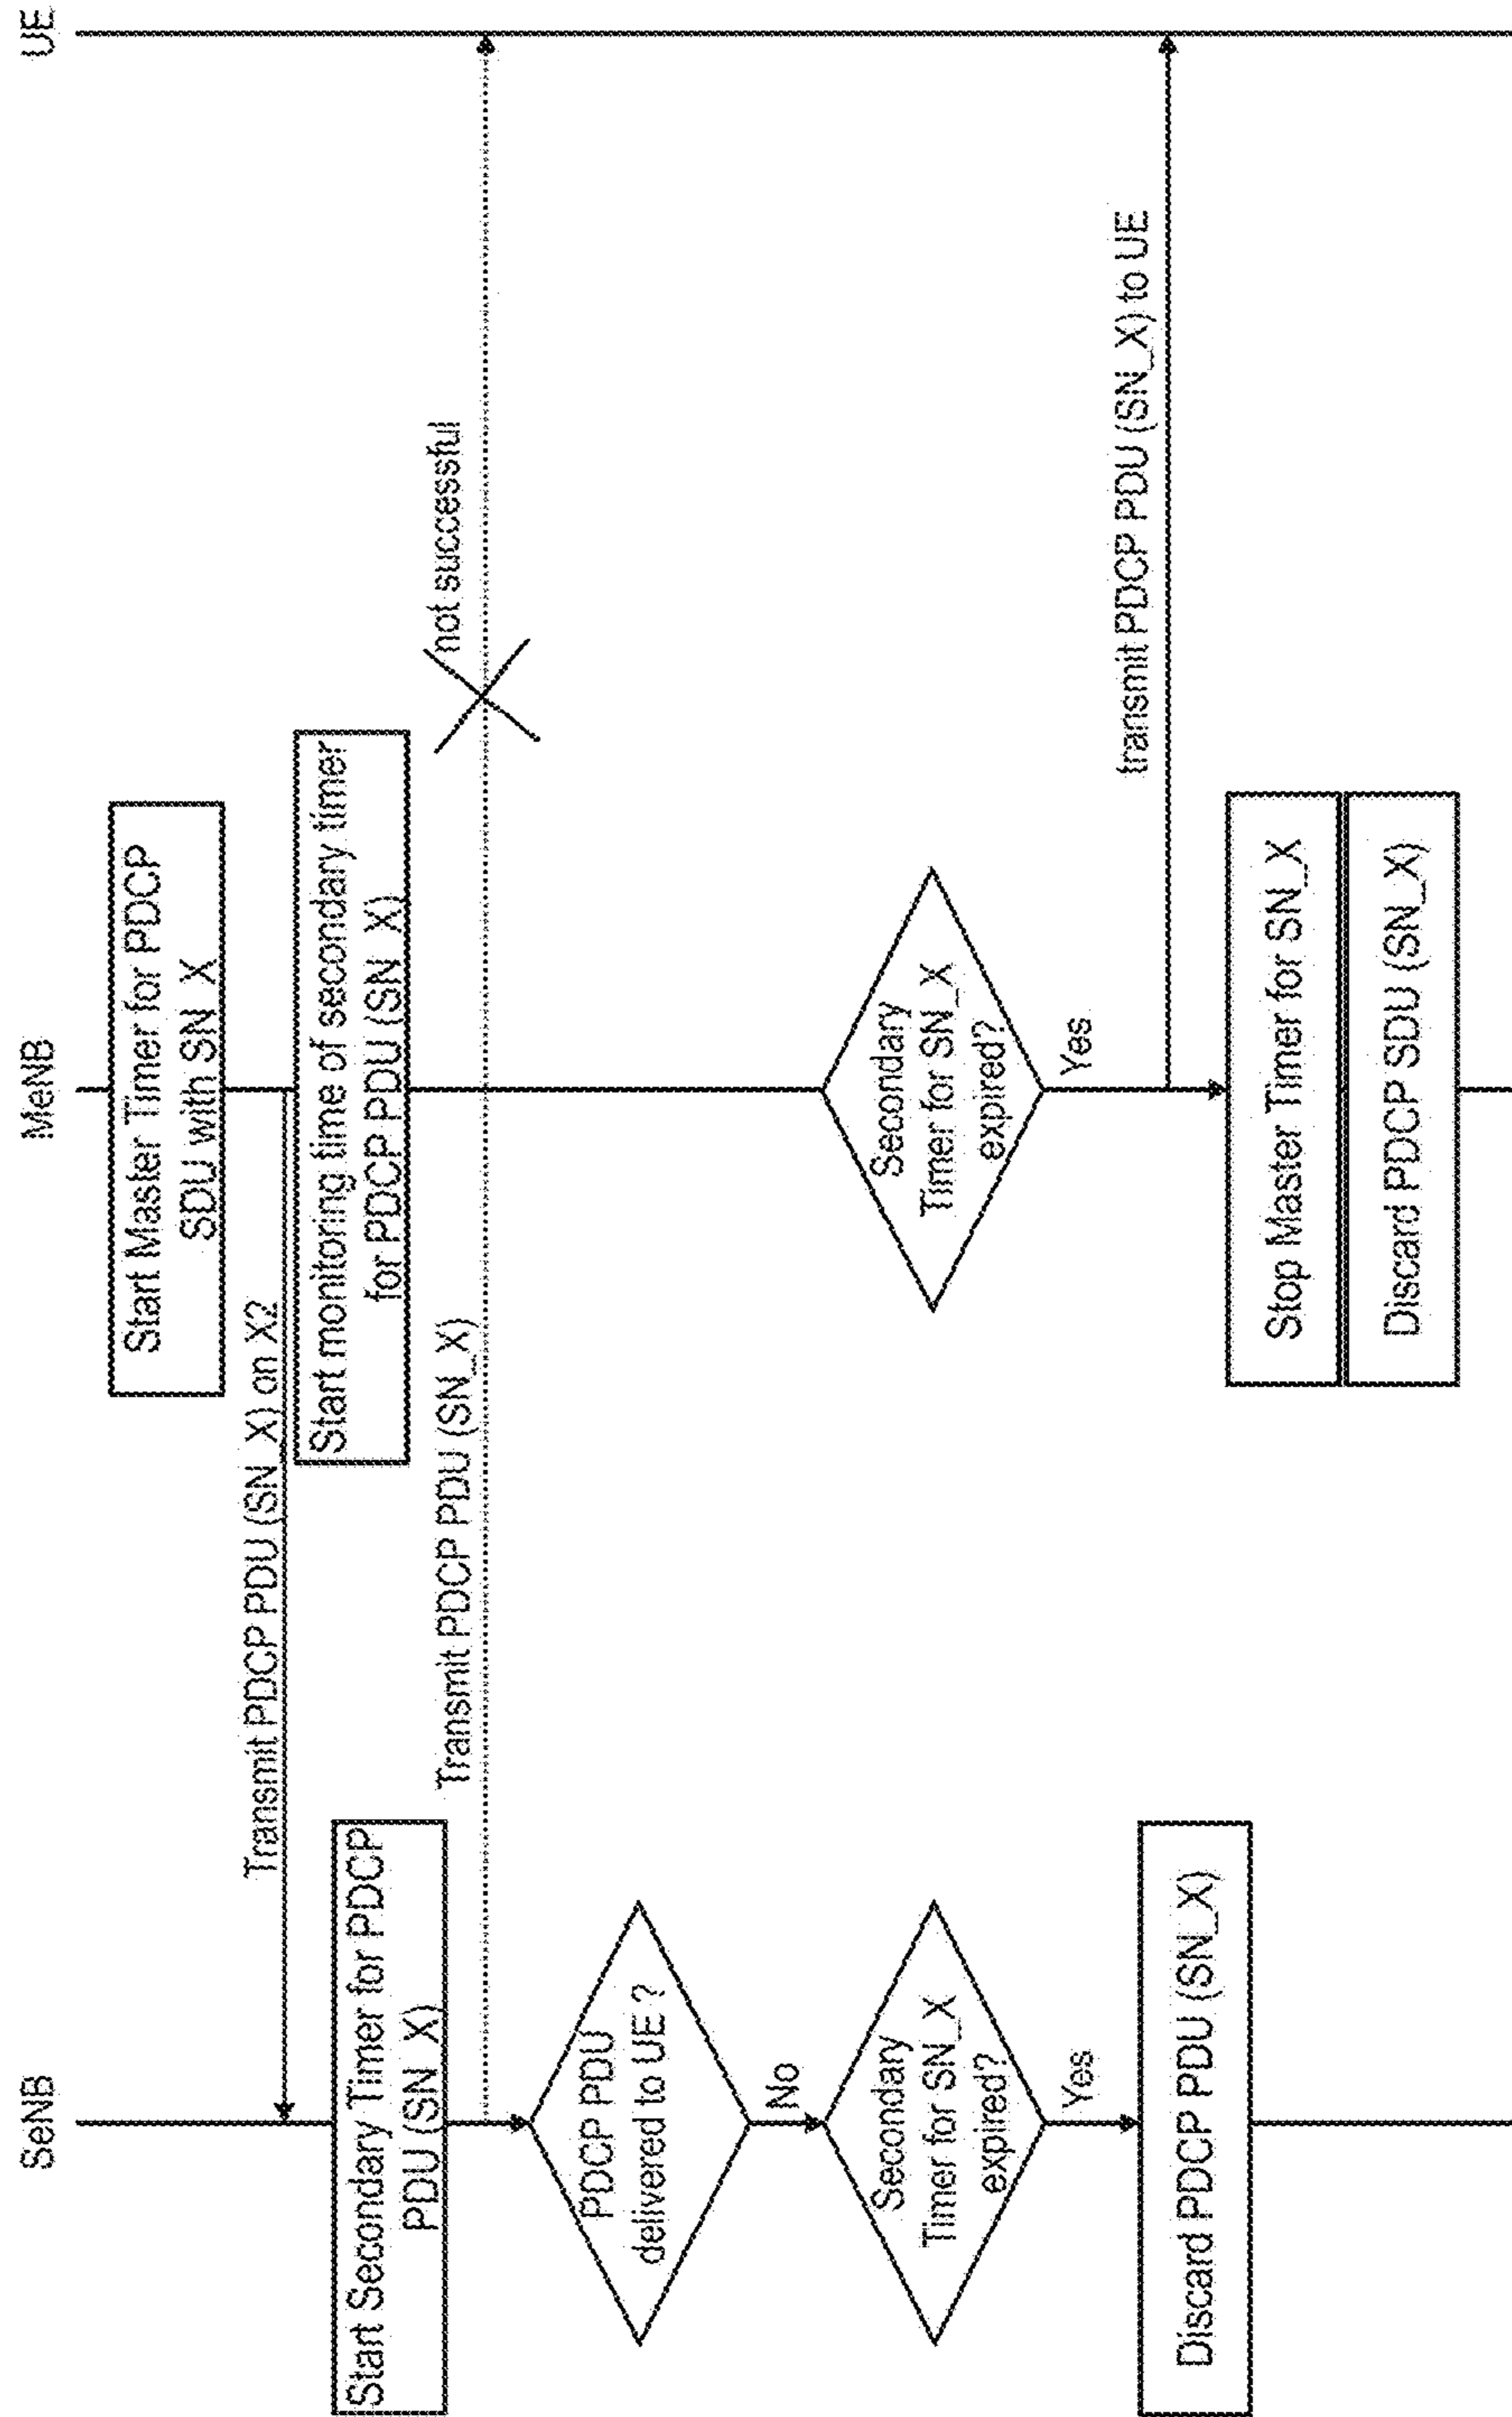 SeNB
MeNB
UE
Start Master Timer for PDCP
SDU with SN_X
Transmit PDCP PDU (SN_X) on X2
Start monitoring time of secondary timer
for PDCP PDU (SN_X)
Start Secondary Timer for PDCP
PDU (SN_X)
Transmit PDCP PDU (SN_X)
not successful
PDCP PDU
delivered to UE ?
No
Secondary
Timer for SN_X
expired?
Yes
Secondary
Timer for SN_X
expired?
Yes
Discard PDCP PDU (SN_X)
transmit PDCP PDU (SN_X) to UE
Stop Master Timer for SN_X
Discard PDCP SDU (SN_X)